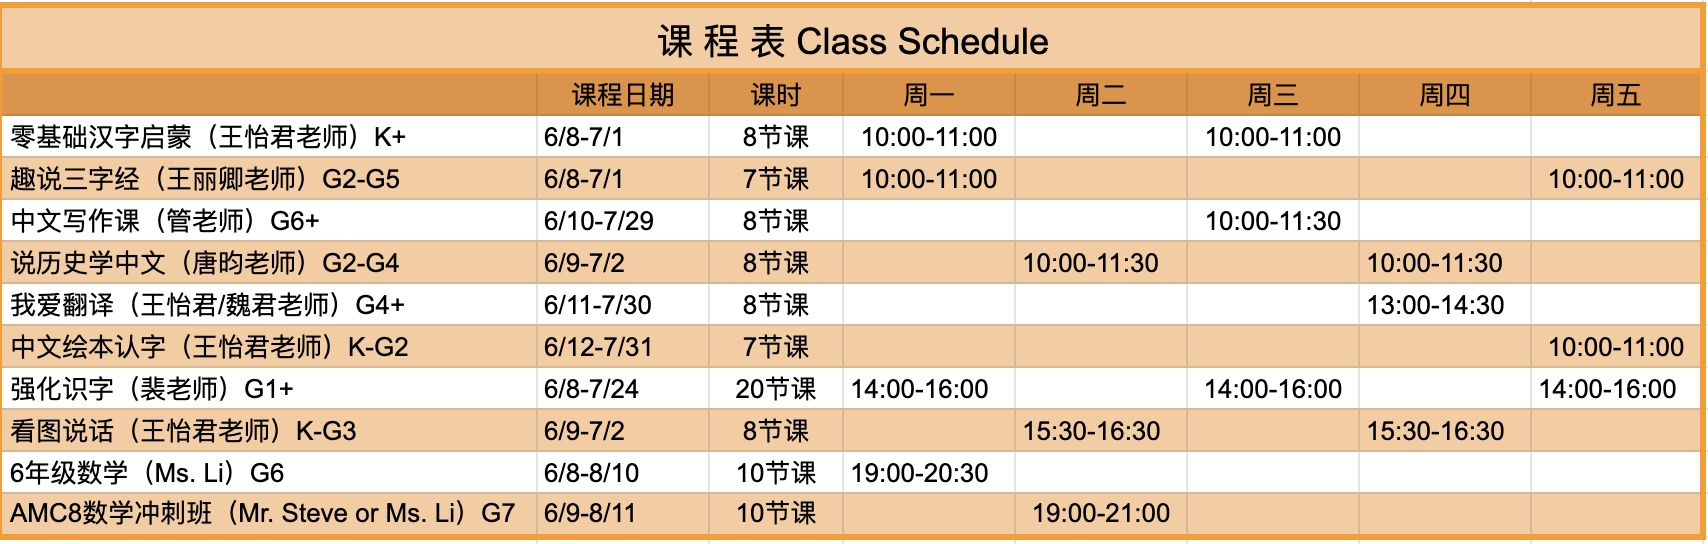 课 程 表 Class Schedule
课程日期 课时 周一 周二 周三 周四 周五
零基础汉字启蒙（王怡君老师）K+ 6/8-7/1 8节课 10:00-11:00 10:00-11:00
趣说三字经（王丽卿老师）G2-G5 6/8-7/1 7节课 10:00-11:00 10:00-11:00
中文写作课（管老师）G6+ 6/10-7/29 8节课 10:00-11:30
说历史学中文（唐昀老师）G2-G4 6/9-7/2 8节课 10:00-11:30 10:00-11:30
我爱翻译（王怡君/魏君老师）G4+ 6/11-7/30 8节课 13:00-14:30
中文绘本认字（王怡君老师）K-G2 6/12-7/31 7节课 10:00-11:00
强化识字（裴老师）G1+ 6/8-7/24 20节课 14:00-16:00 14:00-16:00 14:00-16:00
看图说话（王怡君老师）K-G3 6/9-7/2 8节课 15:30-16:30 15:30-16:30
6年级数学（Ms. Li）G6 6/8-8/10 10节课 19:00-20:30
AMC8数学冲刺班（Mr. Steve or Ms. Li）G7 6/9-8/11 10节课 19:00-21:00